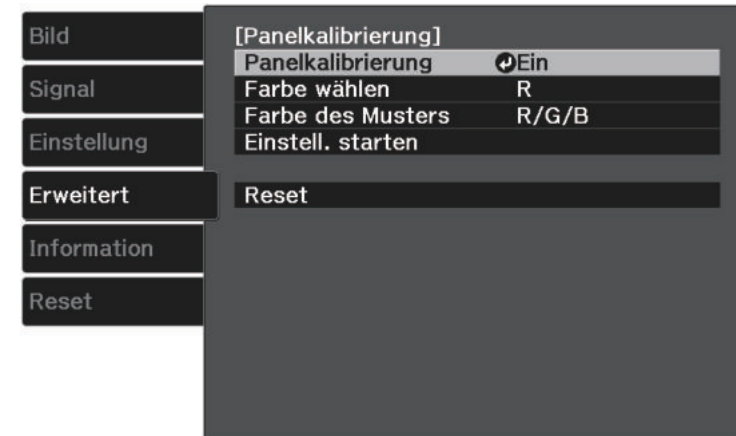 Bild
Signal
Einstellung
Erweitert
Information
Reset
[Panelkalibrierung]
Panelkalibrierung Ein
Farbe wählen R
Farbe des Musters R/G/B
Einstell. starten
Reset